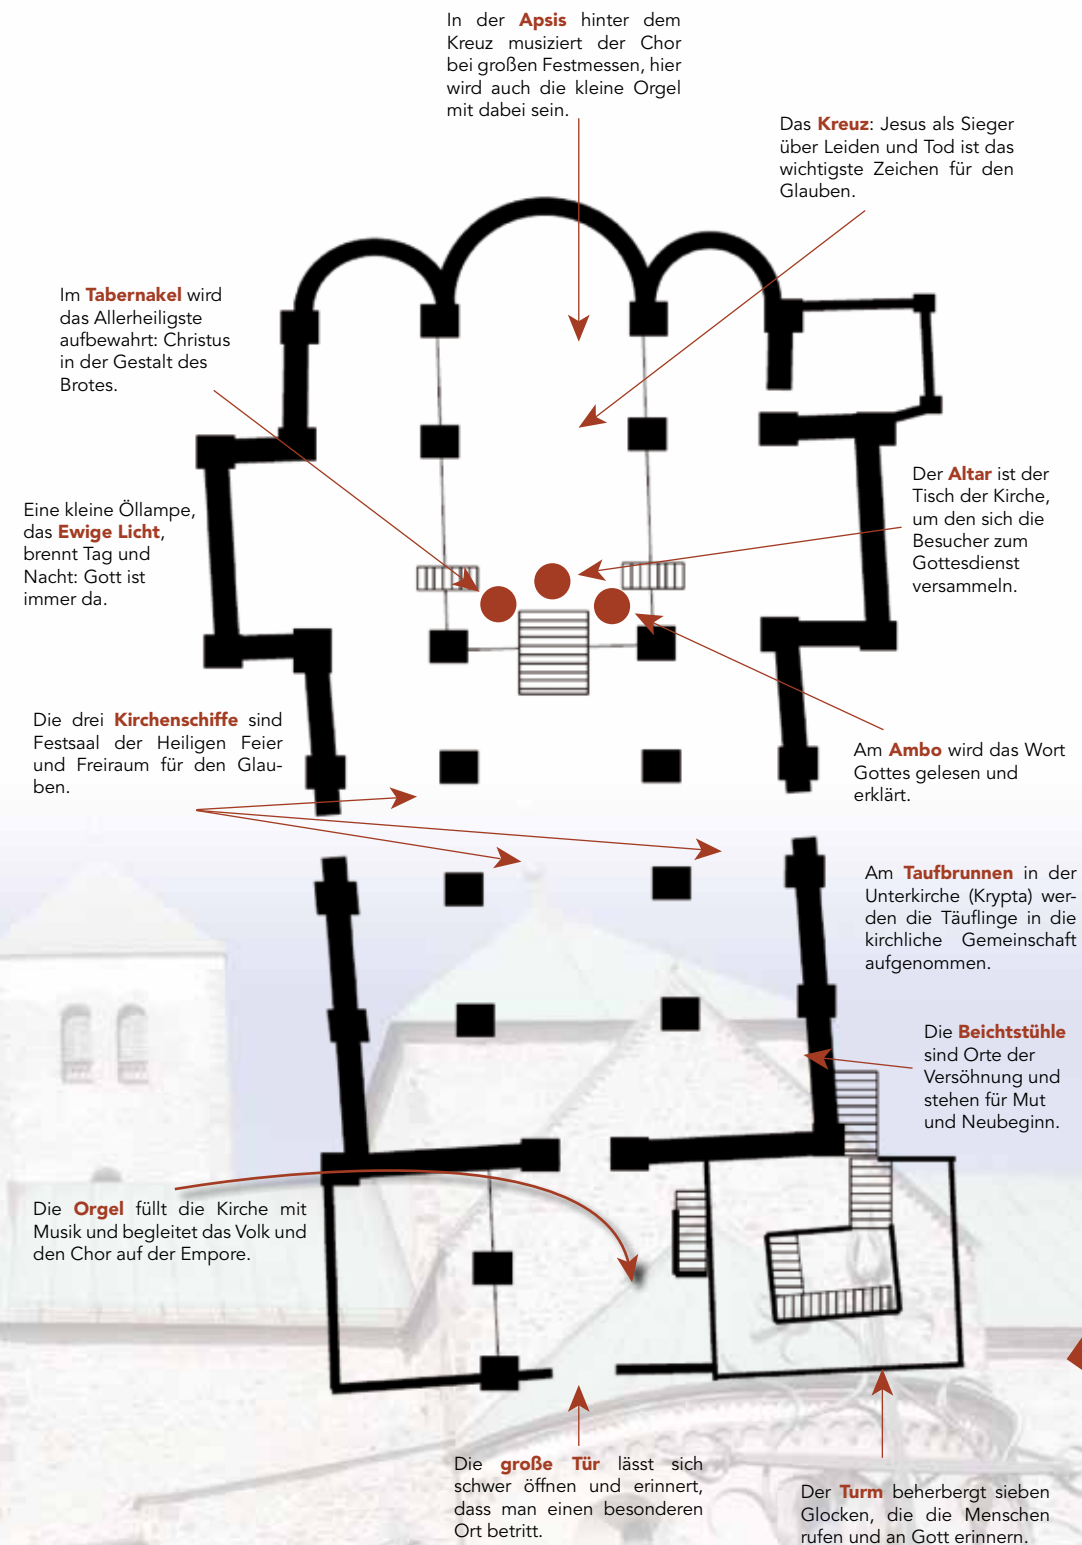 In der Apsis hinter dem
Kreuz musiziert der Chor
bei großen Festmessen, hier
wird auch die kleine Orgel
mit dabei sein.
Das Kreuz: Jesus als Sieger
über Leiden und Tod ist das
wichtigste Zeichen für den
Glauben.
Im Tabernakel wird
das Allerheiligste
aufbewahrt: Christus
in der Gestalt des
Brotes.
Der Altar ist der
Tisch der Kirche,
um den sich die
Besucher zum
Gottesdienst
versammeln.
Eine kleine Öllampe,
das Ewige Licht,
brennt Tag und
Nacht: Gott ist
immer da.
Die drei Kirchenschiffe sind
Festsaal der Heiligen Feier
und Freiraum für den Glau-
ben.
Am Ambo wird das Wort
Gottes gelesen und
erklärt.
Am Taufbrunnen in der
Unterkirche (Krypta) wer-
den die Täuflinge in die
kirchliche Gemeinschaft
aufgenommen.
Die Beichtstühle
sind Orte der
Versöhnung und
stehen für Mut
und Neubeginn.
Die Orgel füllt die Kirche mit
Musik und begleitet das Volk und
den Chor auf der Empore.
Die große Tür lässt sich
schwer öffnen und erinnert,
dass man einen besonderen
Ort betritt.
Der Turm beherbergt sieben
Glocken, die die Menschen
rufen und an Gott erinnern.